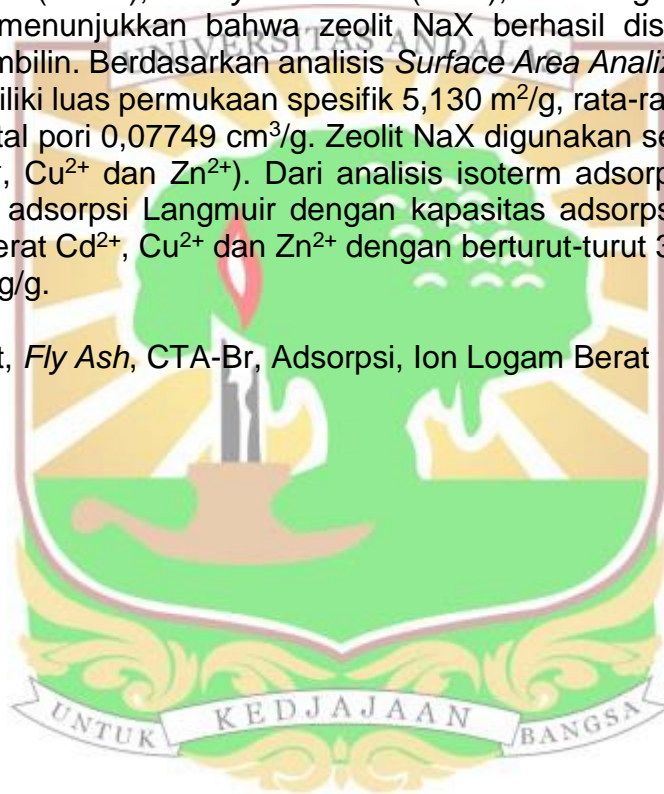 menunjukkan bahwa zeolit NaX berhasil dis
UNIVERSITAS ANDALAS
mbilin. Berdasarkan analisis Surface Area Analiz
iliki luas permukaan spesifik 5,130 m²/g, rata-ra
tal pori 0,07749 cm³/g. Zeolit NaX digunakan se
, Cu²⁺ dan Zn²⁺). Dari analisis isoterm adsorp
adsorpsi Langmuir dengan kapasitas adsorps
erat Cd²⁺, Cu²⁺ dan Zn²⁺ dengan berturut-turut 3
g/g.
t, Fly Ash, CTA-Br, Adsorpsi, Ion Logam Berat
UNTUK KEDJAJAAN BANGSA